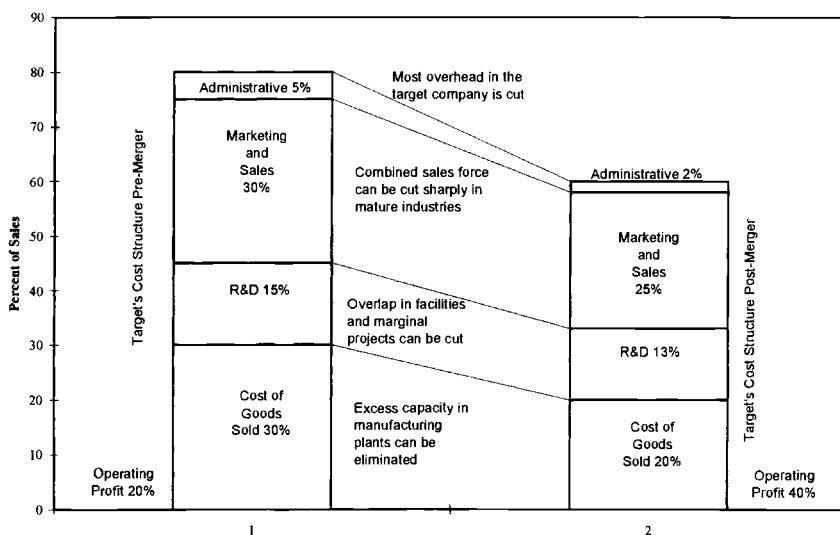 90
80
70
60
50
40
30
20
10
0
Percent of Sales
Target's Cost Structure Pre-Merger
Operating
Profit 20%
Administrative 5%
Marketing
and
Sales
30%
R&D 15%
Cost of
Goods
Sold 30%
1
Most overhead in the
target company is cut
Combined sales force
can be cut sharply in
mature industries
Overlap in facilities
and marginal
projects can be cut
Excess capacity in
manufacturing
plants can be
eliminated
Administrative 2%
Marketing
and
Sales
25%
R&D 13%
Cost of
Goods
Sold 20%
2
Target's Cost Structure Post-Merger
Operating
Profit 40%